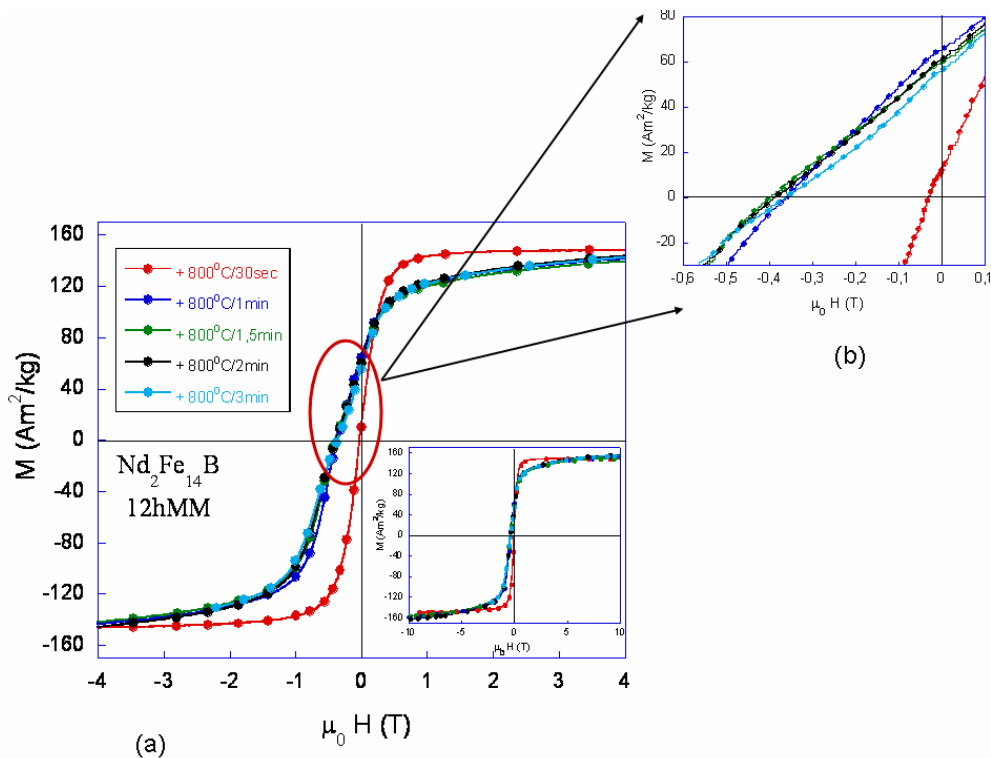 80
60
40
20
0
-20
M (Am²/kg)
-0,6 -0,5 -0,4 -0,3 -0,2 -0,1 0 0,1
μ₀ H (T)
(b)
160
120
80
40
0
-40
-80
-120
-160
M (Am²/kg)
+ 800⁰C/30sec
+ 800⁰C/1min
+ 800⁰C/1,5min
+ 800⁰C/2min
+ 800⁰C/3min
Nd₂Fe₁₄B
12hMM
160
120
80
40
0
-40
-80
-120
-160
M (Am²/kg)
-10 -5 0 5 10
μ₀ H (T)
-4 -3 -2 -1 0 1 2 3 4
μ₀ H (T)
(a)